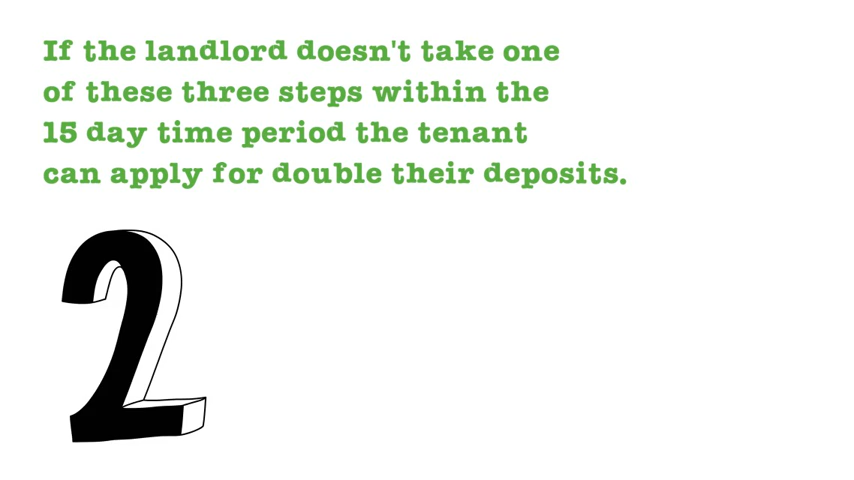 If the landlord doesn't take one
of these three steps within the
15 day time period the tenant
can apply for double their deposits.
2